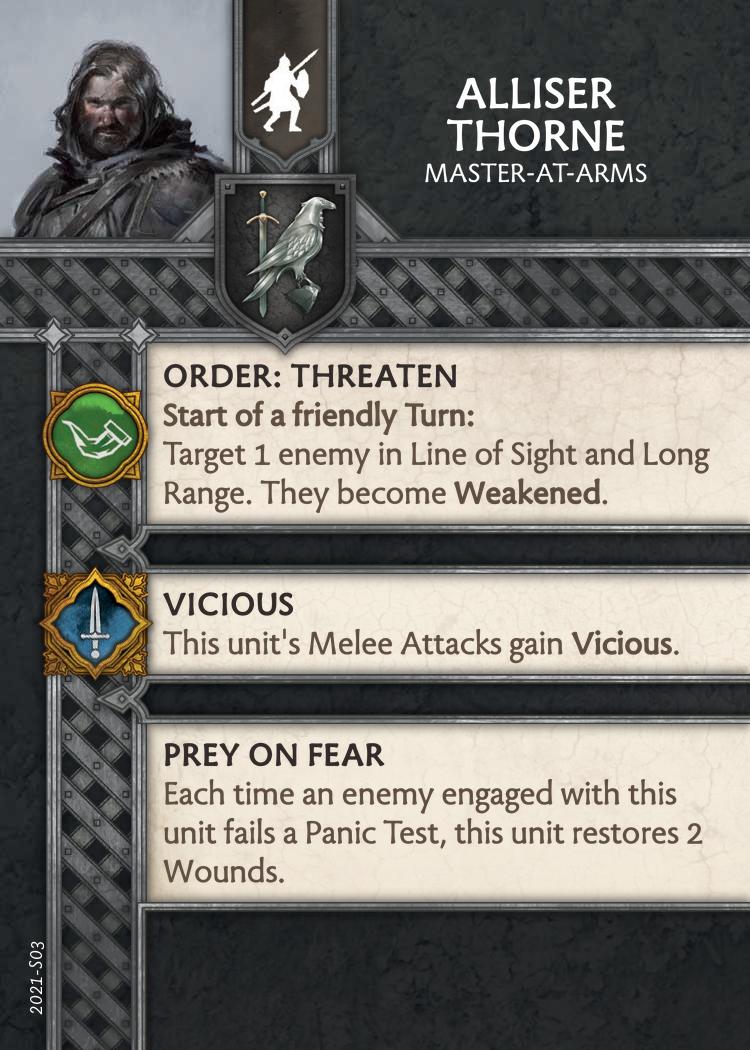 ALLISER
THORNE
MASTER-AT-ARMS
ORDER: THREATEN
Start of a friendly Turn:
Target 1 enemy in Line of Sight and Long
Range. They become Weakened.
VICIOUS
This unit's Melee Attacks gain Vicious.
PREY ON FEAR
Each time an enemy engaged with this
unit fails a Panic Test, this unit restores 2
Wounds.
2021-S03